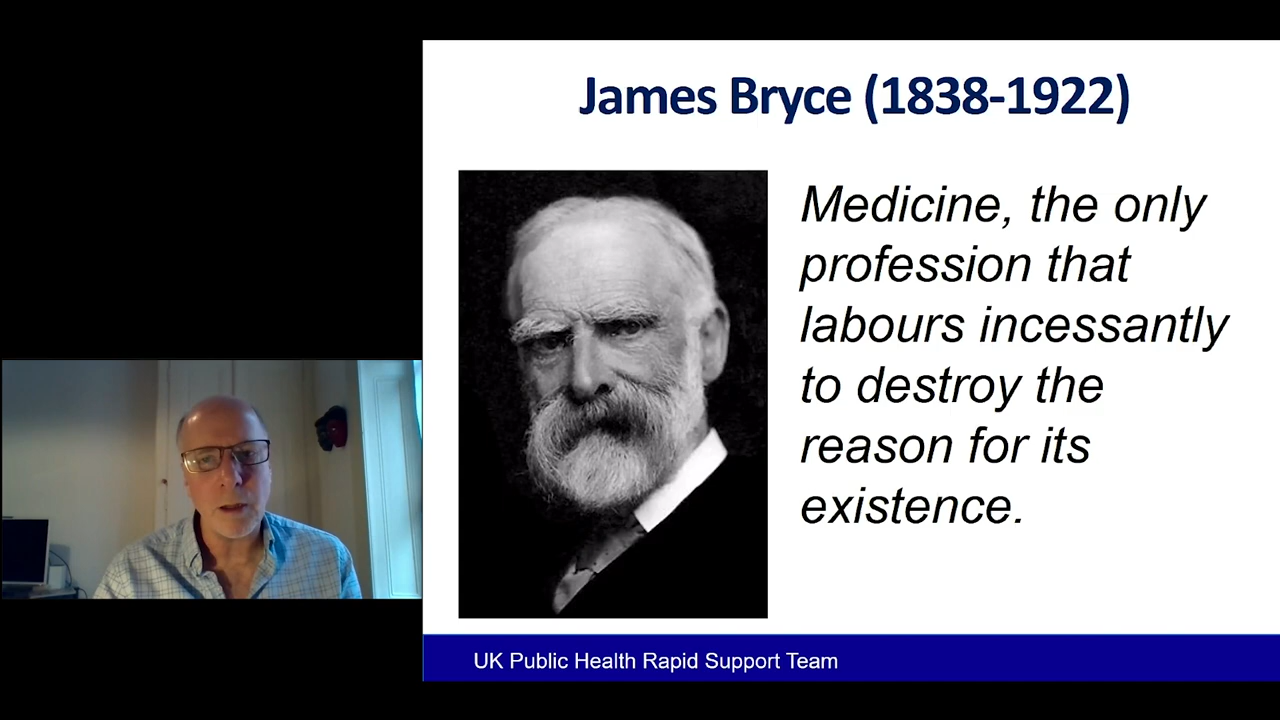 James Bryce (1838-1922)
Medicine, the only
profession that
labours incessantly
to destroy the
reason for its
existence.
UK Public Health Rapid Support Team